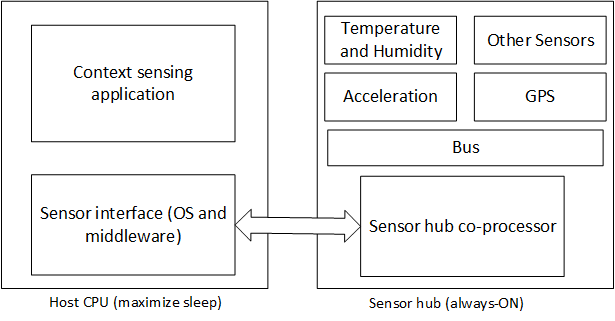 Context sensing
application
Sensor interface (OS and
middleware)
Host CPU (maximize sleep)
Temperature
and Humidity
Other Sensors
Acceleration
GPS
Bus
Sensor hub co-processor
Sensor hub (always-ON)